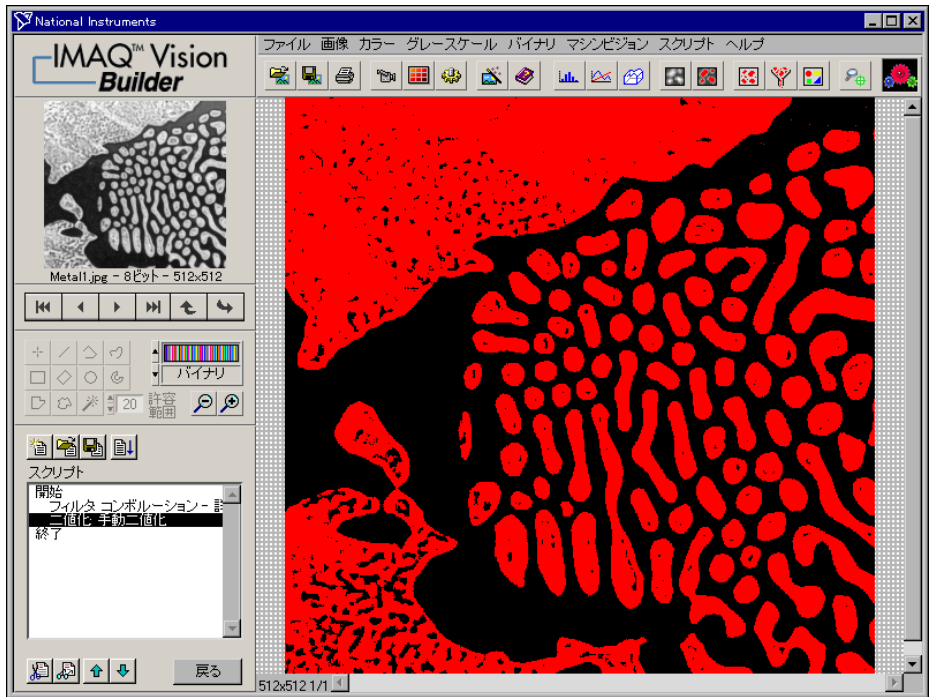 National Instruments
IMAQ™ Vision
Builder
ファイル 画像 カラー グレースケール バイナリ マシンビジョン スクリプト ヘルプ
Metal1.jpg - 8ビット - 512x512
バイナリ
20
許容
範囲
スクリプト
開始
フィルタ コンボルーション -
二値化 手動二値化
終了
戻る
512x512 1/1